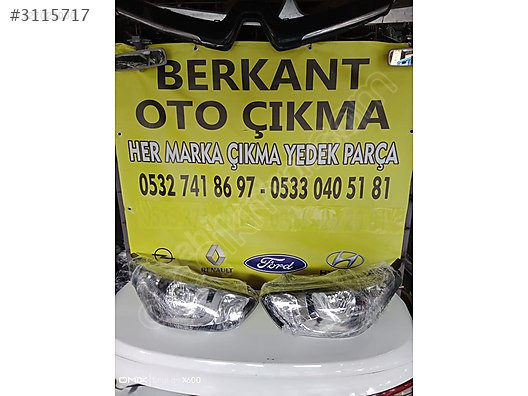 #3115717
BERKANT
OTO ÇIKMA
HER MARKA ÇIKMA YEDEK PARÇA
0532 741 86 97 - 0533 040 51 81
RENAULT
Ford